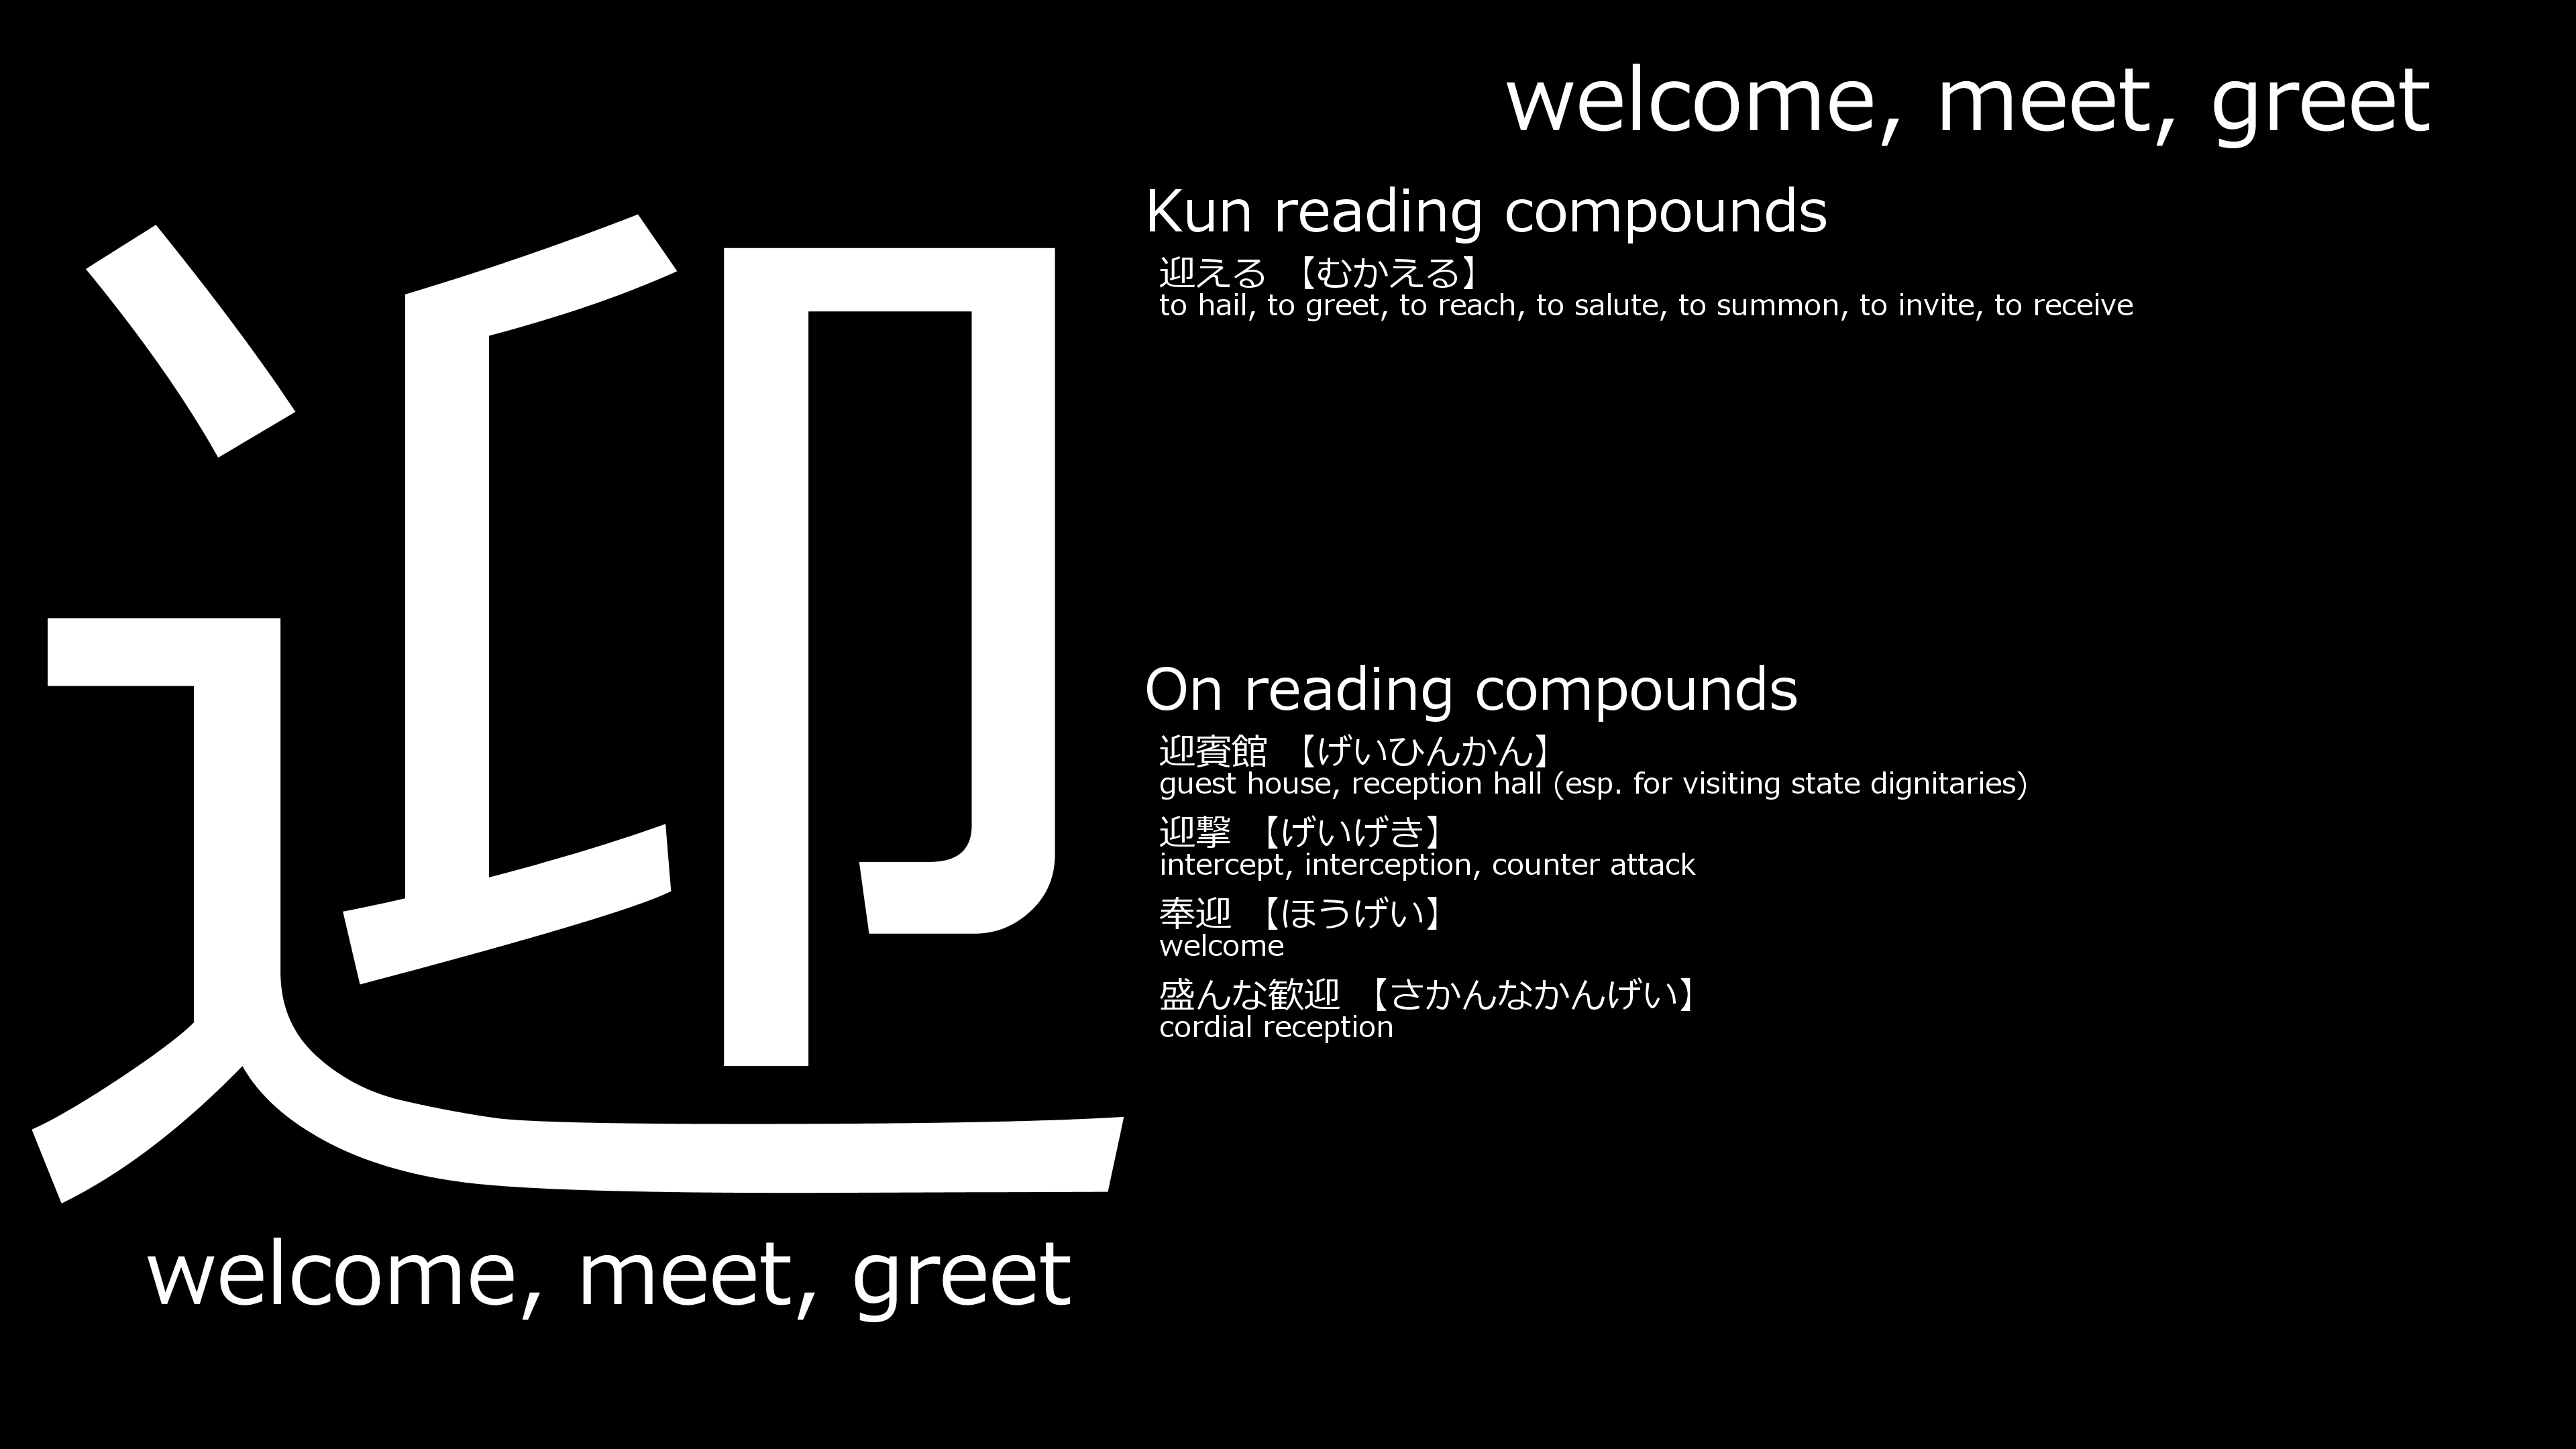 welcome, meet, greet
迎
welcome, meet, greet
Kun reading compounds
迎える 【むかえる】
to hail, to greet, to reach, to salute, to summon, to invite, to receive
On reading compounds
迎賓館 【げいひんかん】
guest house, reception hall (esp. for visiting state dignitaries)
迎撃 【げいげき】
intercept, interception, counter attack
奉迎 【ほうげい】
welcome
盛んな歓迎 【さかんなかんげい】
cordial reception